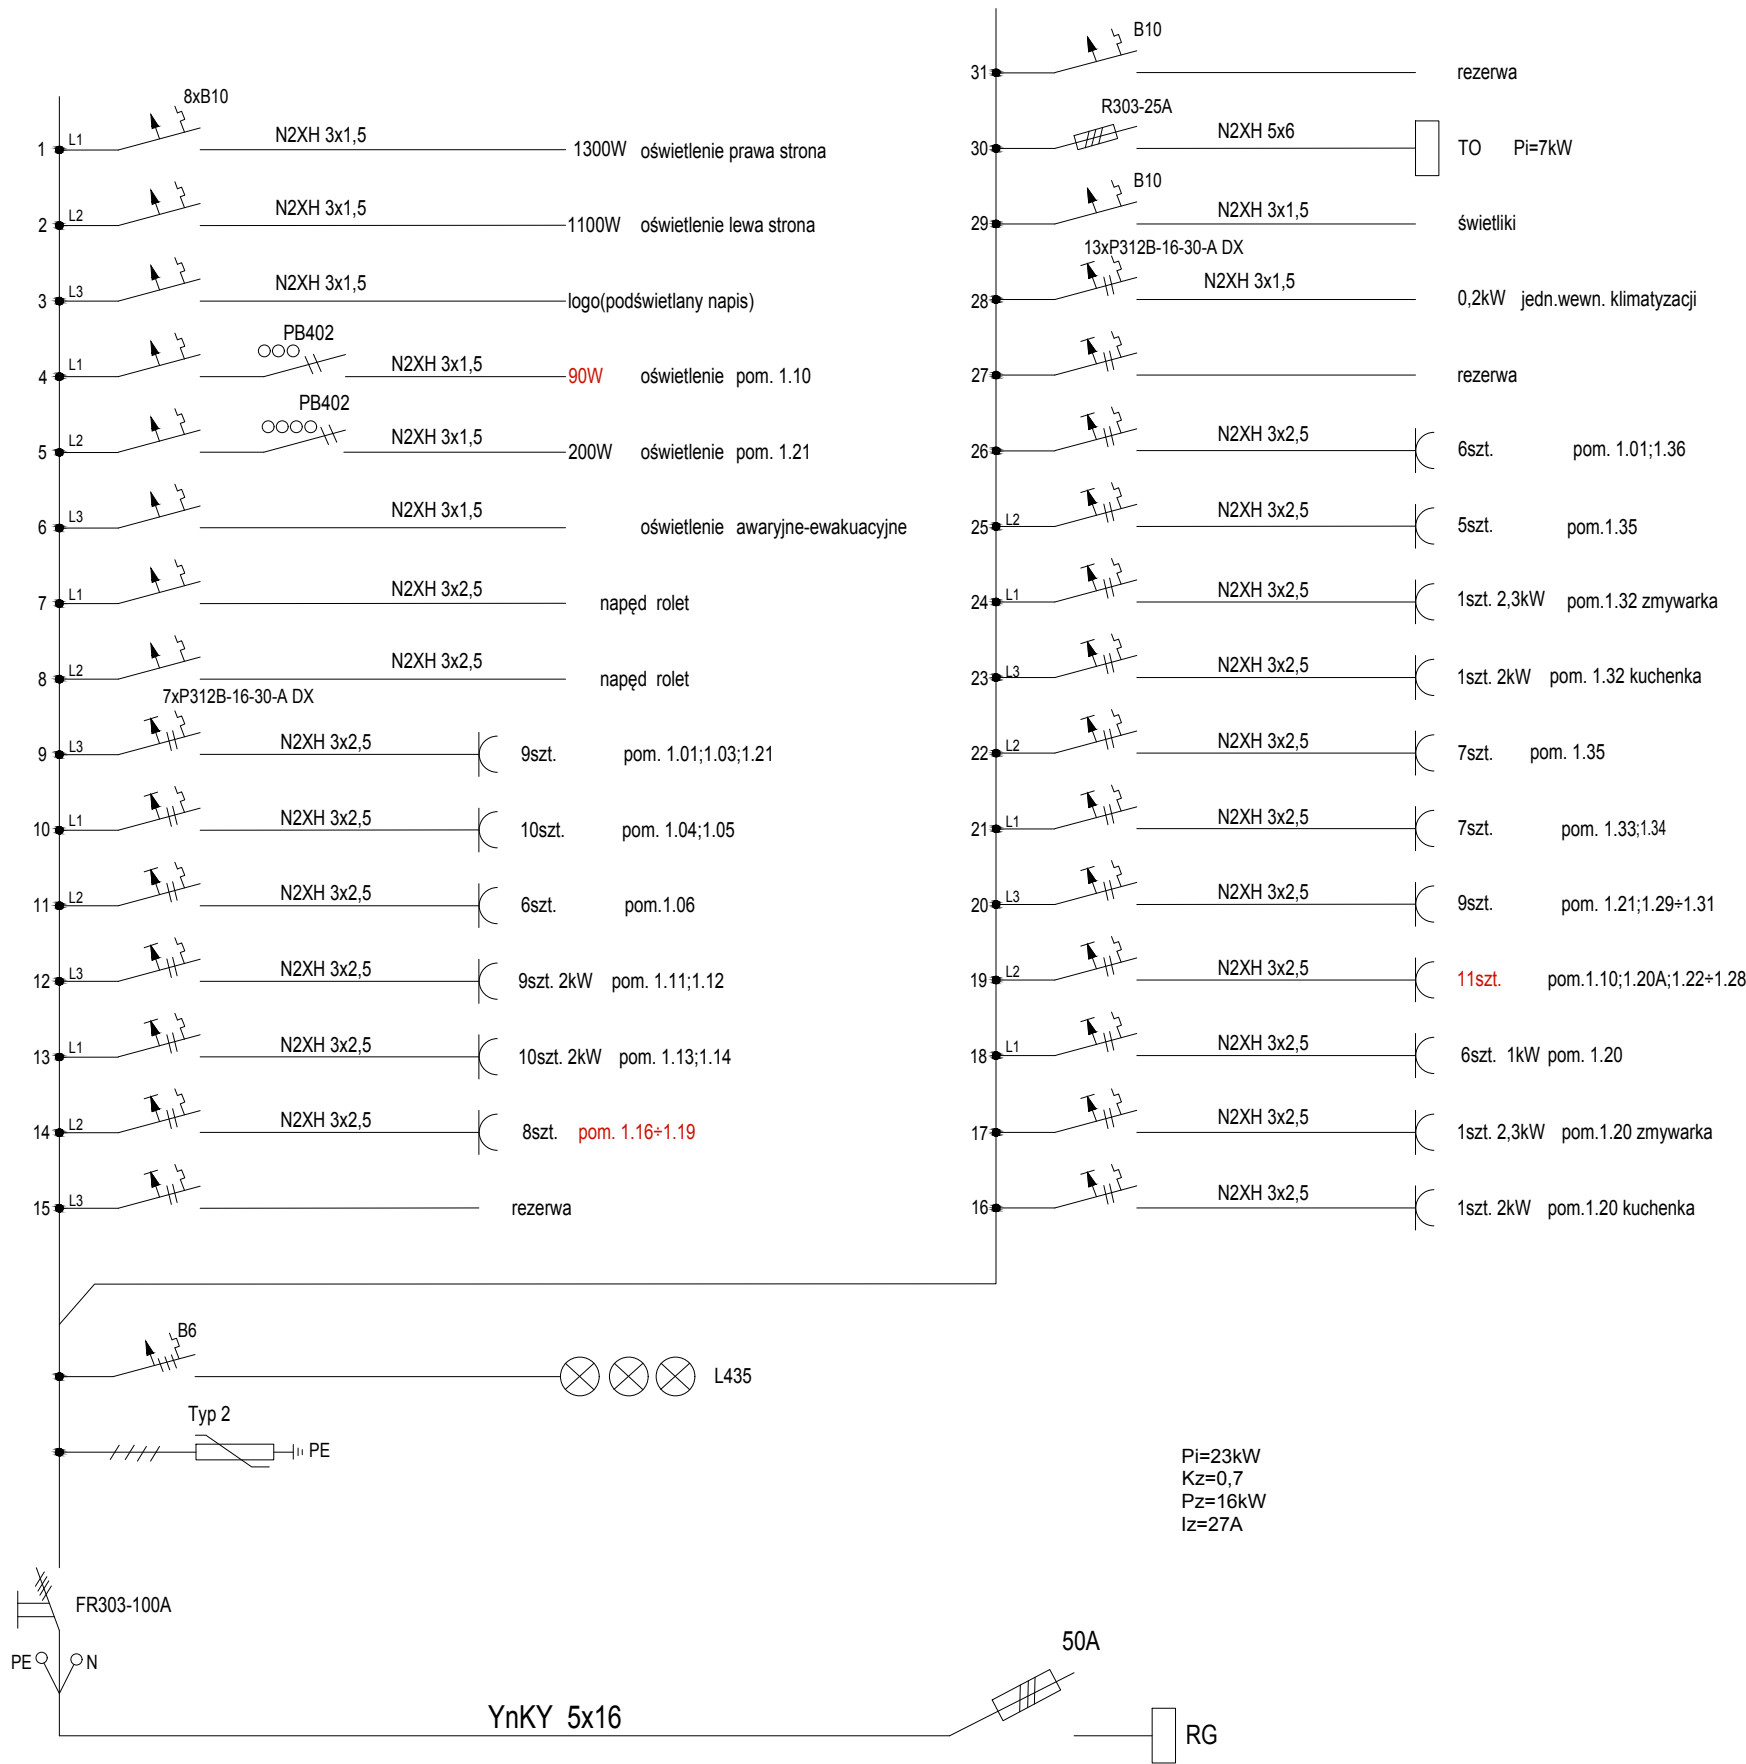 8xB10
1 L1 N2XH 3x1,5 1300W oświetlenie prawa strona
2 L2 N2XH 3x1,5 1100W oświetlenie lewa strona
3 L3 N2XH 3x1,5 logo(podświetlany napis)
PB402
4 L1 N2XH 3x1,5 90W oświetlenie pom. 1.10
PB402
5 L2 N2XH 3x1,5 200W oświetlenie pom. 1.21
6 L3 N2XH 3x1,5 oświetlenie awaryjne-ewakuacyjne
7 L1 N2XH 3x2,5 napęd rolet
8 L2 N2XH 3x2,5 napęd rolet
7xP312B-16-30-A DX
9 L3 N2XH 3x2,5 9szt. pom. 1.01;1.03;1.21
10 L1 N2XH 3x2,5 10szt. pom. 1.04;1.05
11 L2 N2XH 3x2,5 6szt. pom.1.06
12 L3 N2XH 3x2,5 9szt. 2kW pom. 1.11;1.12
13 L1 N2XH 3x2,5 10szt. 2kW pom. 1.13;1.14
14 L2 N2XH 3x2,5 8szt. pom. 1.16÷1.19
15 L3 rezerwa
B10
31 rezerwa
R303-25A
30 N2XH 5x6 TO Pi=7kW
B10
29 N2XH 3x1,5 świetliki
13xP312B-16-30-A DX
28 N2XH 3x1,5 0,2kW jedn.wewn. klimatyzacji
27 rezerwa
26 N2XH 3x2,5 6szt. pom. 1.01;1.36
25 L2 N2XH 3x2,5 5szt. pom.1.35
24 L1 N2XH 3x2,5 1szt. 2,3kW pom.1.32 zmywarka
23 L3 N2XH 3x2,5 1szt. 2kW pom. 1.32 kuchenka
22 L2 N2XH 3x2,5 7szt. pom. 1.35
21 L1 N2XH 3x2,5 7szt. pom. 1.33;1.34
20 L3 N2XH 3x2,5 9szt. pom. 1.21;1.29÷1.31
19 L2 N2XH 3x2,5 11szt. pom.1.10;1.20A;1.22÷1.28
18 L1 N2XH 3x2,5 6szt. 1kW pom. 1.20
17 N2XH 3x2,5 1szt. 2,3kW pom.1.20 zmywarka
16 N2XH 3x2,5 1szt. 2kW pom.1.20 kuchenka
B6
L435
Typ 2
PE
Pi=23kW
Kz=0,7
Pz=16kW
Iz=27A
FR303-100A
PE N
50A
YnKY 5x16
RG